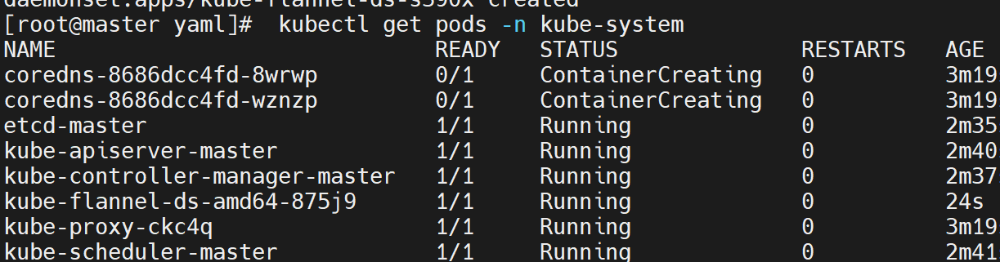 daemonset.apps/kube-flannel-ds-s390x created
[root@master yaml]#  kubectl get pods -n kube-system
NAME                             READY   STATUS              RESTARTS   AGE
coredns-8686dcc4fd-8wrwp         0/1     ContainerCreating   0          3m19
coredns-8686dcc4fd-wznzp         0/1     ContainerCreating   0          3m19
etcd-master                      1/1     Running             0          2m35
kube-apiserver-master            1/1     Running             0          2m40
kube-controller-manager-master   1/1     Running             0          2m37
kube-flannel-ds-amd64-875j9      1/1     Running             0          24s
kube-proxy-ckc4q                 1/1     Running             0          3m19
kube-scheduler-master            1/1     Running             0          2m41